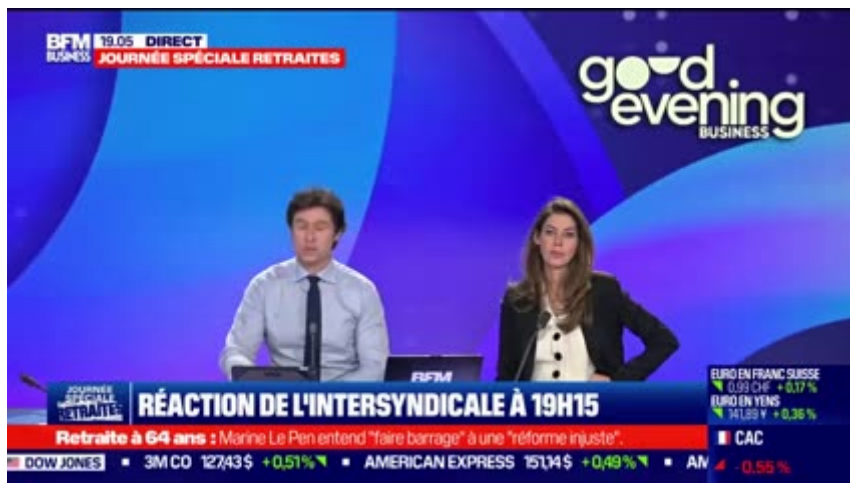 BFM BUSINESS
19.05 DIRECT
JOURNÉE SPÉCIALE RETRAITES
good evening BUSINESS
BFM
JOURNÉE SPÉCIALE RETRAITES
RÉACTION DE L'INTERSYNDICALE À 19H15
Retraite à 64 ans : Marine Le Pen entend "faire barrage" à une "réforme injuste".
EURO EN FRANC SUISSE
0,99 CHF +0,17 %
EURO EN YENS
141,89 ¥ +0,36 %
CAC
-0.55 %
DOW JONES 3M CO 127,43 $ +0,51 % AMERICAN EXPRESS 151,14 $ +0,49 % AM